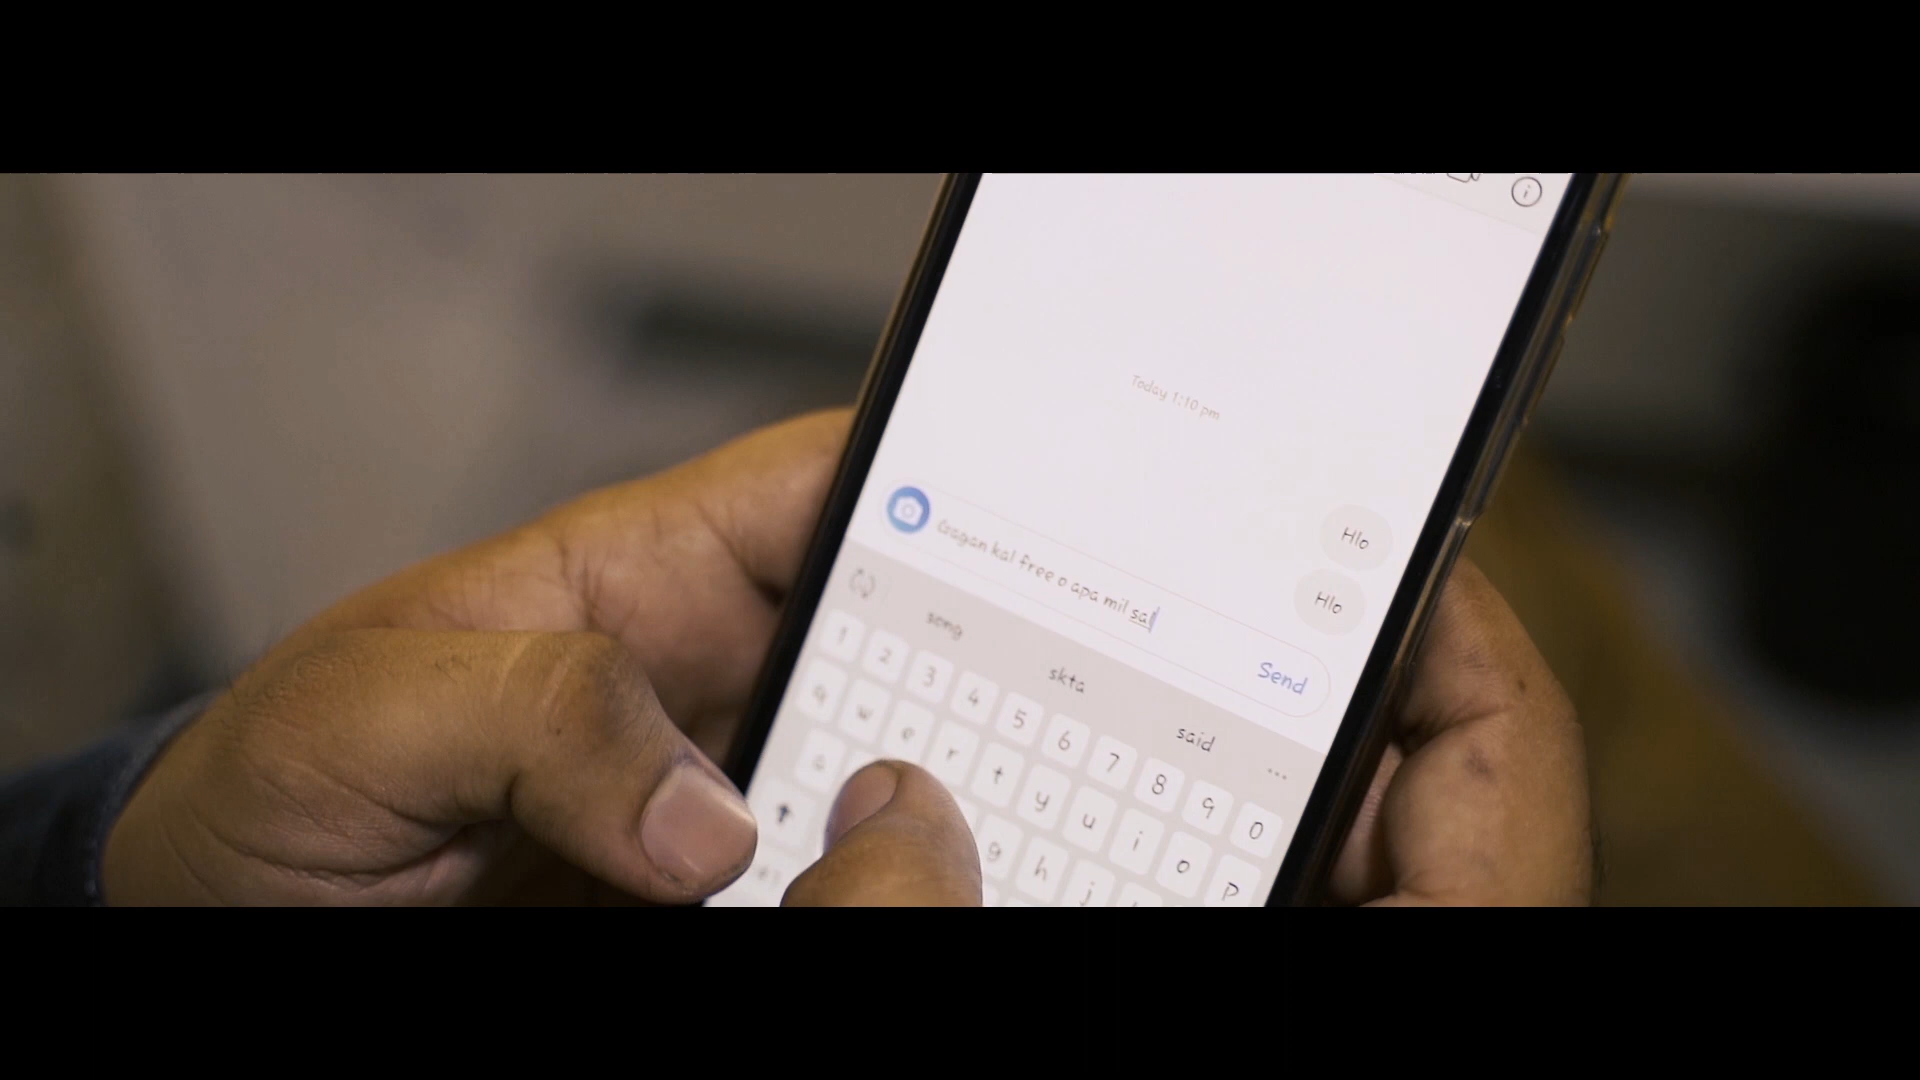 Today 1:10 pm
Hlo
Hlo
Gagan kal free o apa mil sal
Send
song skta said ...
1 2 3 4 5 6 7 8 9 0
q w e r t y u i o p
a g h j